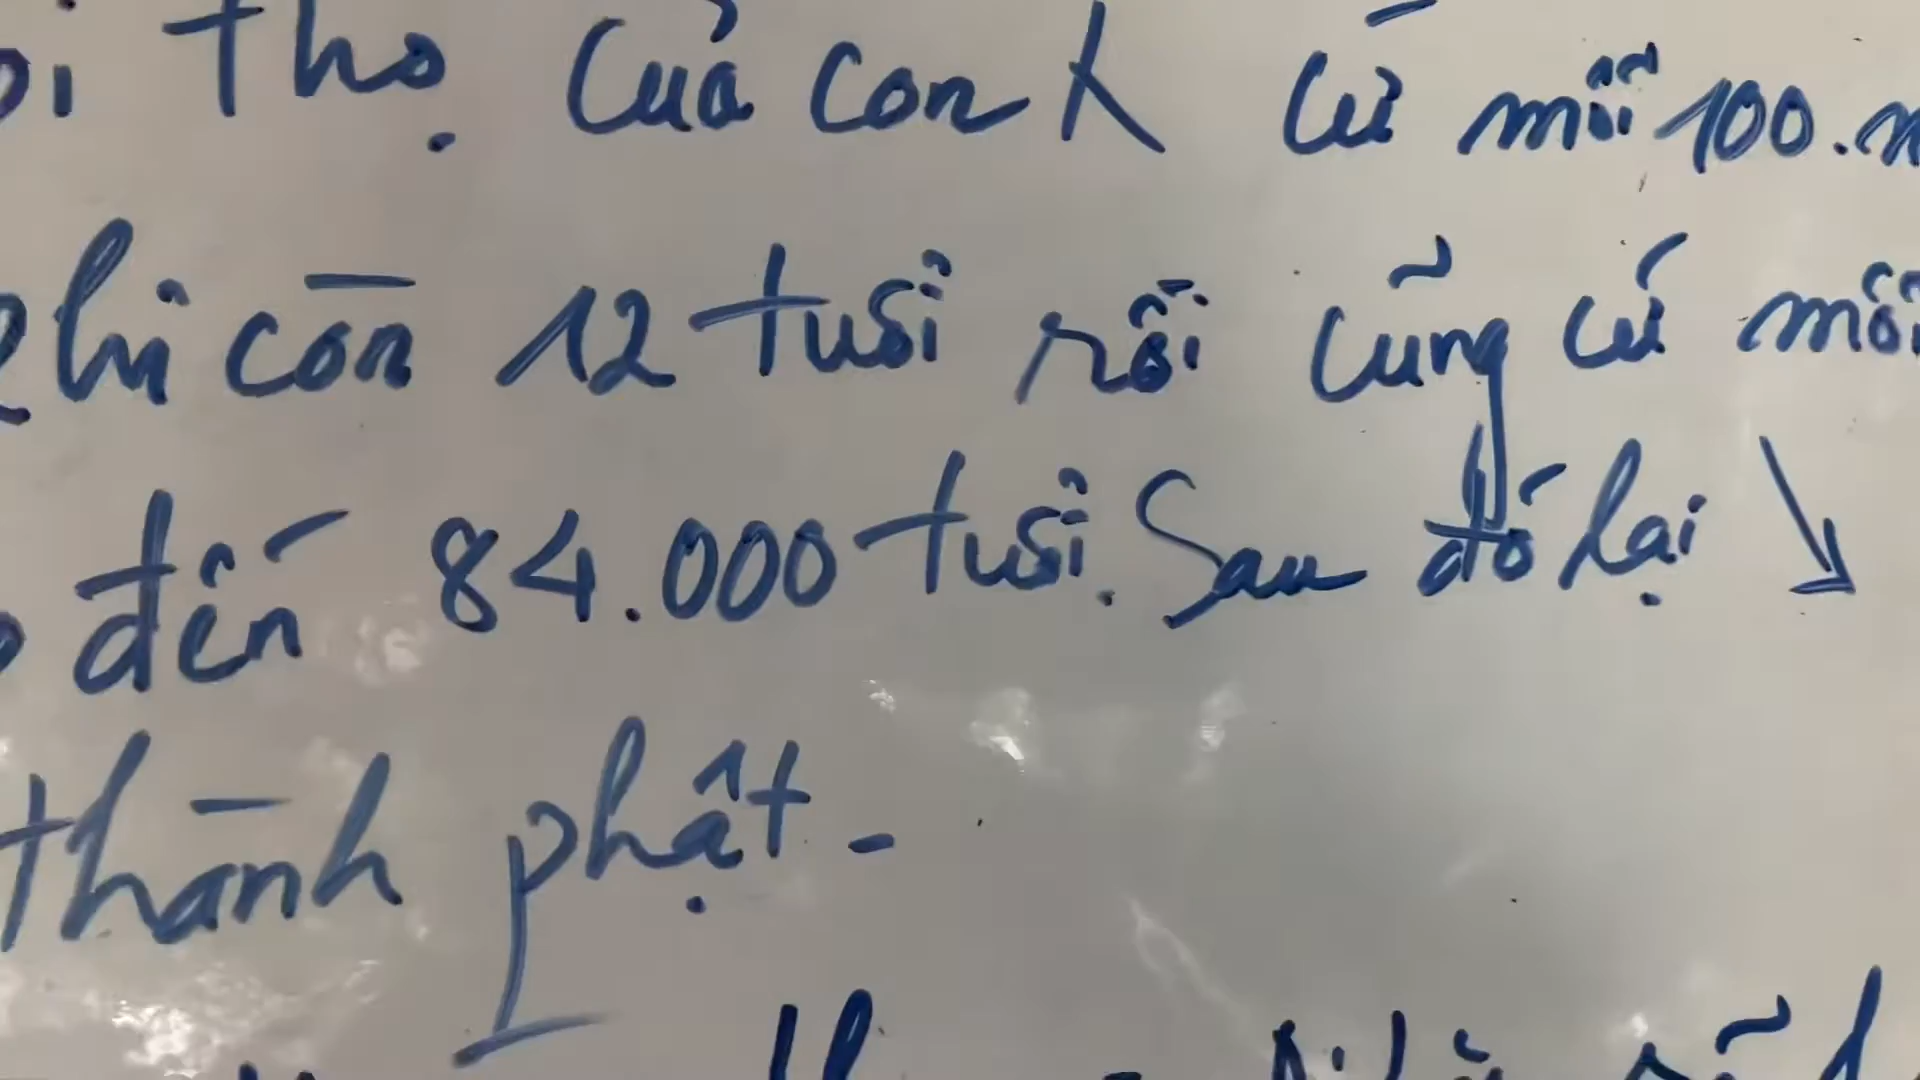 thọ của con λ cứ mỗi 100.
khi còn 12 tuổi rồi cũng cứ mỗi
đến 84.000 tuổi. Sau đó lại ↘
thành phật -